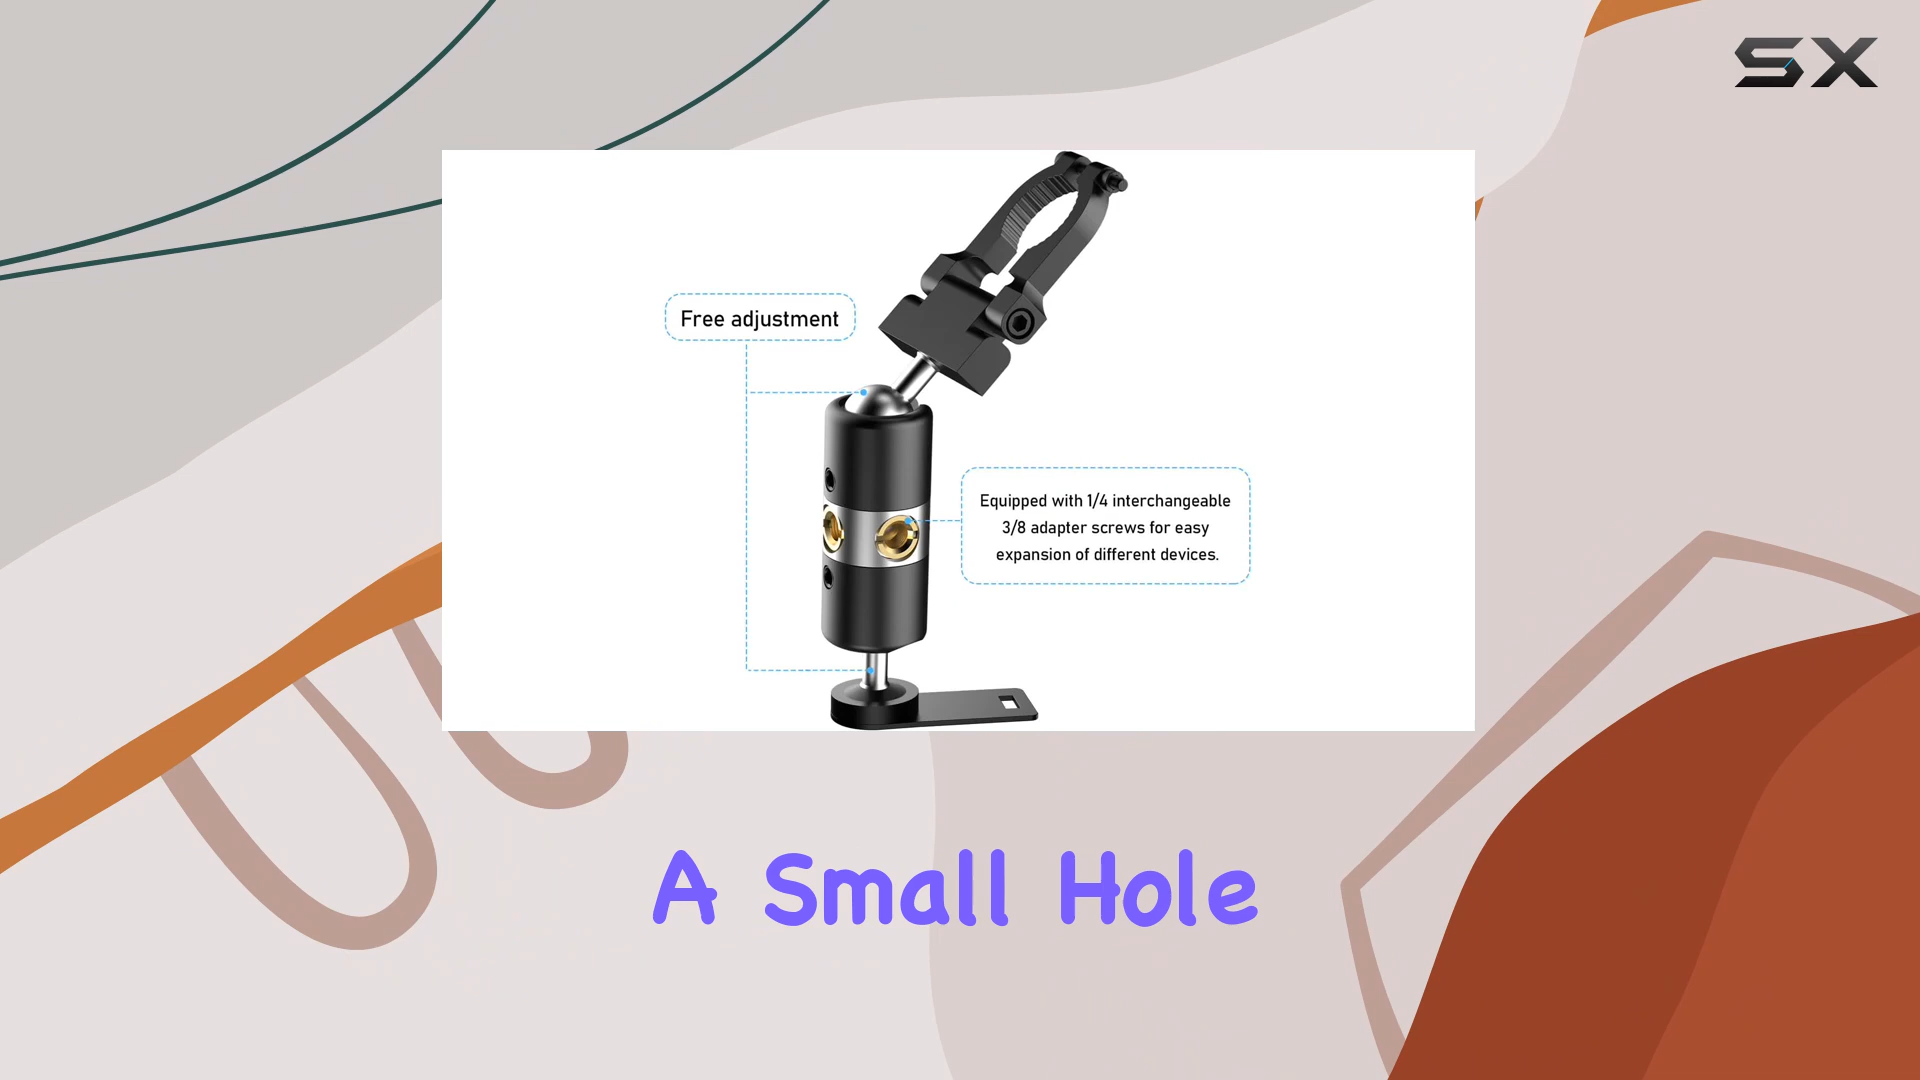 SX
Free adjustment
Equipped with 1/4 interchangeable
3/8 adapter screws for easy
expansion of different devices.
A Small Hole